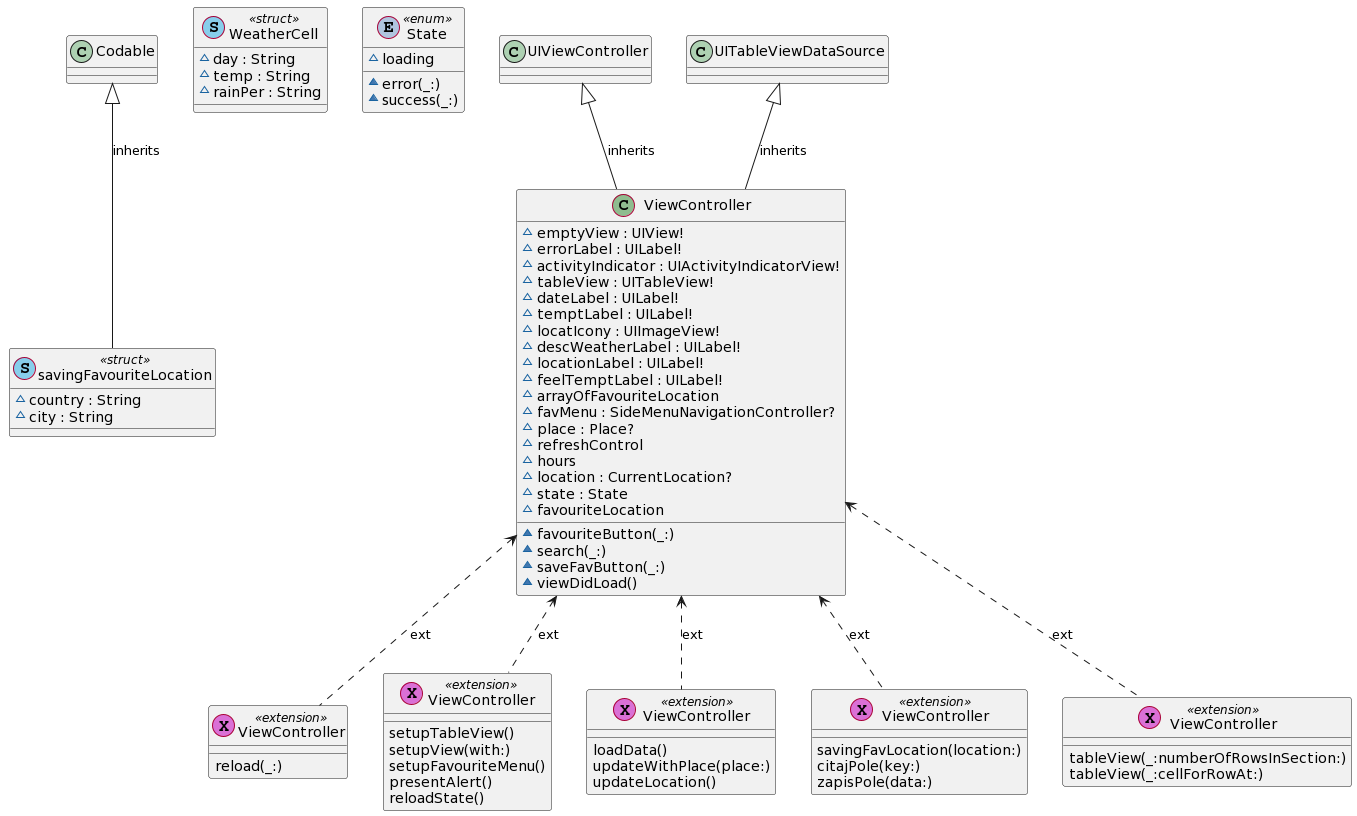 C Codable
«struct»
S WeatherCell
day : String
temp : String
rainPer : String
«enum»
E State
loading
error(_:)
success(_:)
C UIViewController
C UITableViewDataSource
inherits
inherits
inherits
C ViewController
emptyView : UIView!
errorLabel : UILabel!
activityIndicator : UIActivityIndicatorView!
tableView : UITableView!
dateLabel : UILabel!
temptLabel : UILabel!
locatIcony : UIImageView!
descWeatherLabel : UILabel!
locationLabel : UILabel!
feelTemptLabel : UILabel!
arrayOfFavouriteLocation
favMenu : SideMenuNavigationController?
place : Place?
refreshControl
hours
location : CurrentLocation?
state : State
favouriteLocation
favouriteButton(_:)
search(_:)
saveFavButton(_:)
viewDidLoad()
«struct»
S savingFavouriteLocation
country : String
city : String
ext
ext
ext
ext
ext
«extension»
X ViewController
reload(_:)
«extension»
X ViewController
setupTableView()
setupView(with:)
setupFavouriteMenu()
presentAlert()
reloadState()
«extension»
X ViewController
loadData()
updateWithPlace(place:)
updateLocation()
«extension»
X ViewController
savingFavLocation(location:)
citajPole(key:)
zapisPole(data:)
«extension»
X ViewController
tableView(_:numberOfRowsInSection:)
tableView(_:cellForRowAt:)